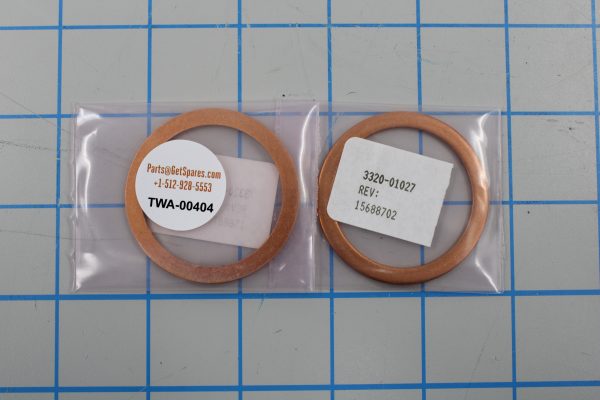 Parts@GetSpares.com
+1-512-928-5553
TWA-00404
3320-01027
REV:
15688702